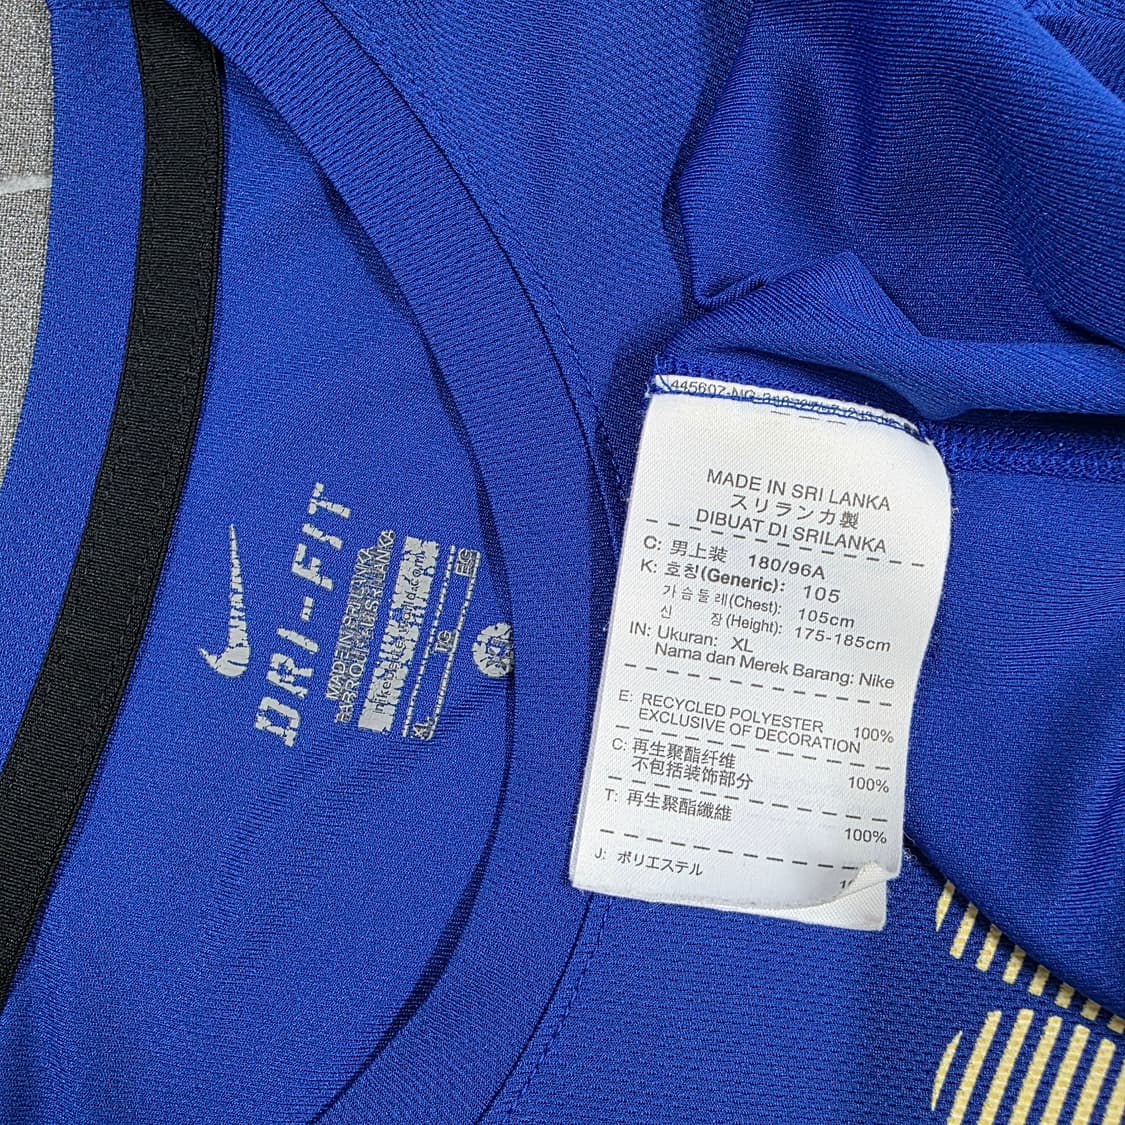 DRI-FIT
MADE IN SRI LANKA
XL
TG
EG
MADE IN SRI LANKA
スリランカ製
DIBUAT DI SRILANKA
C: 男上装 180/96A
K: 호칭(Generic): 105
가슴둘레(Chest): 105cm
신 장(Height): 175-185cm
IN: Ukuran: XL
Nama dan Merek Barang: Nike
E: RECYCLED POLYESTER 100%
EXCLUSIVE OF DECORATION
C: 再生聚酯纤维
不包括装饰部分 100%
T: 再生聚酯纖維 100%
J: ポリエステル